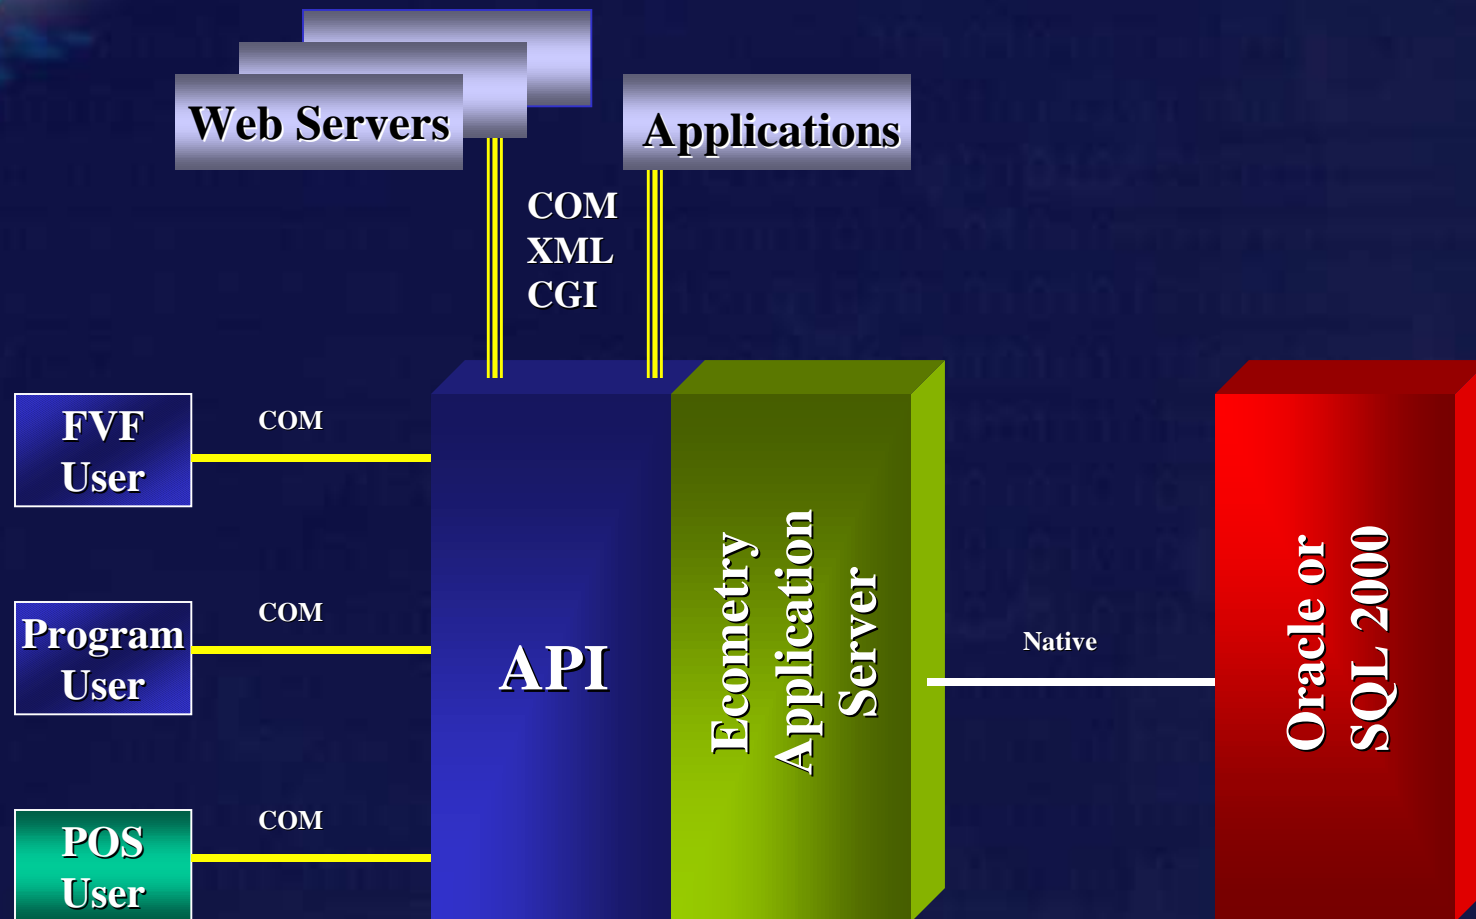 Web Servers
Applications
COM
XML
CGI
FVF
User
COM
Program
User
COM
POS
User
COM
API
Ecometry
Application
Server
Native
Oracle or
SQL 2000